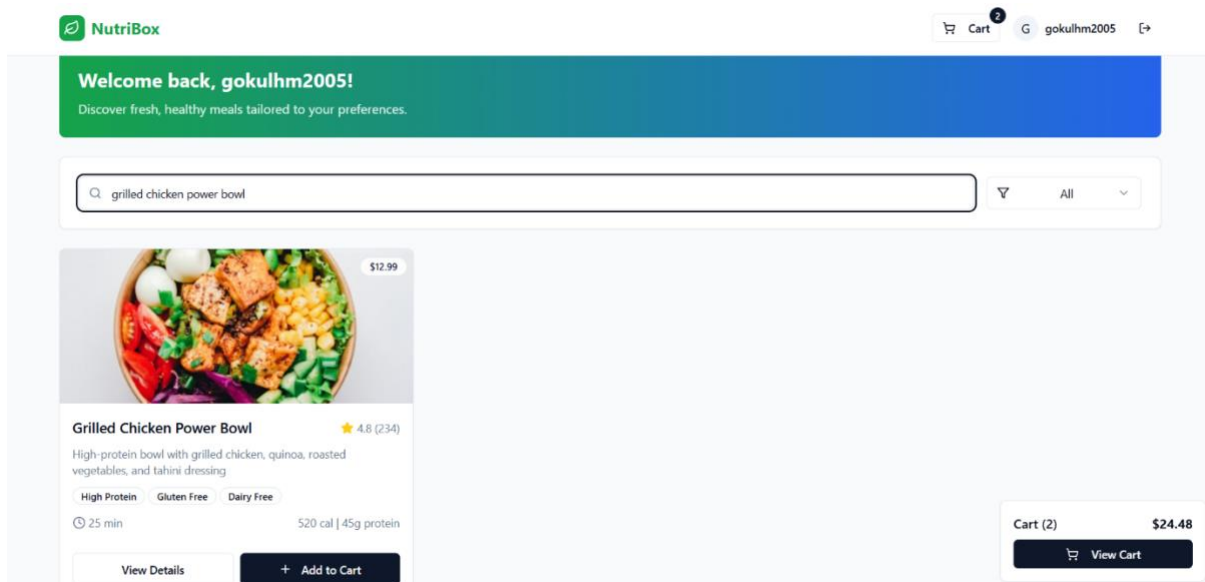 NutriBox
Cart
2
G gokulhm2005
Welcome back, gokulhm2005!
Discover fresh, healthy meals tailored to your preferences.
grilled chicken power bowl
All
$12.99
Grilled Chicken Power Bowl
4.8 (234)
High-protein bowl with grilled chicken, quinoa, roasted
vegetables, and tahini dressing
High Protein Gluten Free Dairy Free
25 min
520 cal | 45g protein
View Details
+ Add to Cart
Cart (2) $24.48
View Cart